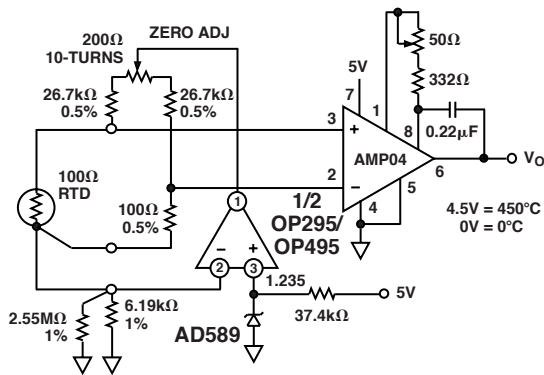 ZERO ADJ
200Ω
10-TURNS
26.7kΩ
0.5%
26.7kΩ
0.5%
50Ω
332Ω
5V
7
1
8
0.22μF
3
+
AMP04
6
VO
2
–
5
4
100Ω
RTD
100Ω
0.5%
1
1/2
OP295/
OP495
4.5V = 450°C
0V = 0°C
– +
2
3
1.235
5V
37.4kΩ
2.55MΩ
1%
6.19kΩ
1%
AD589